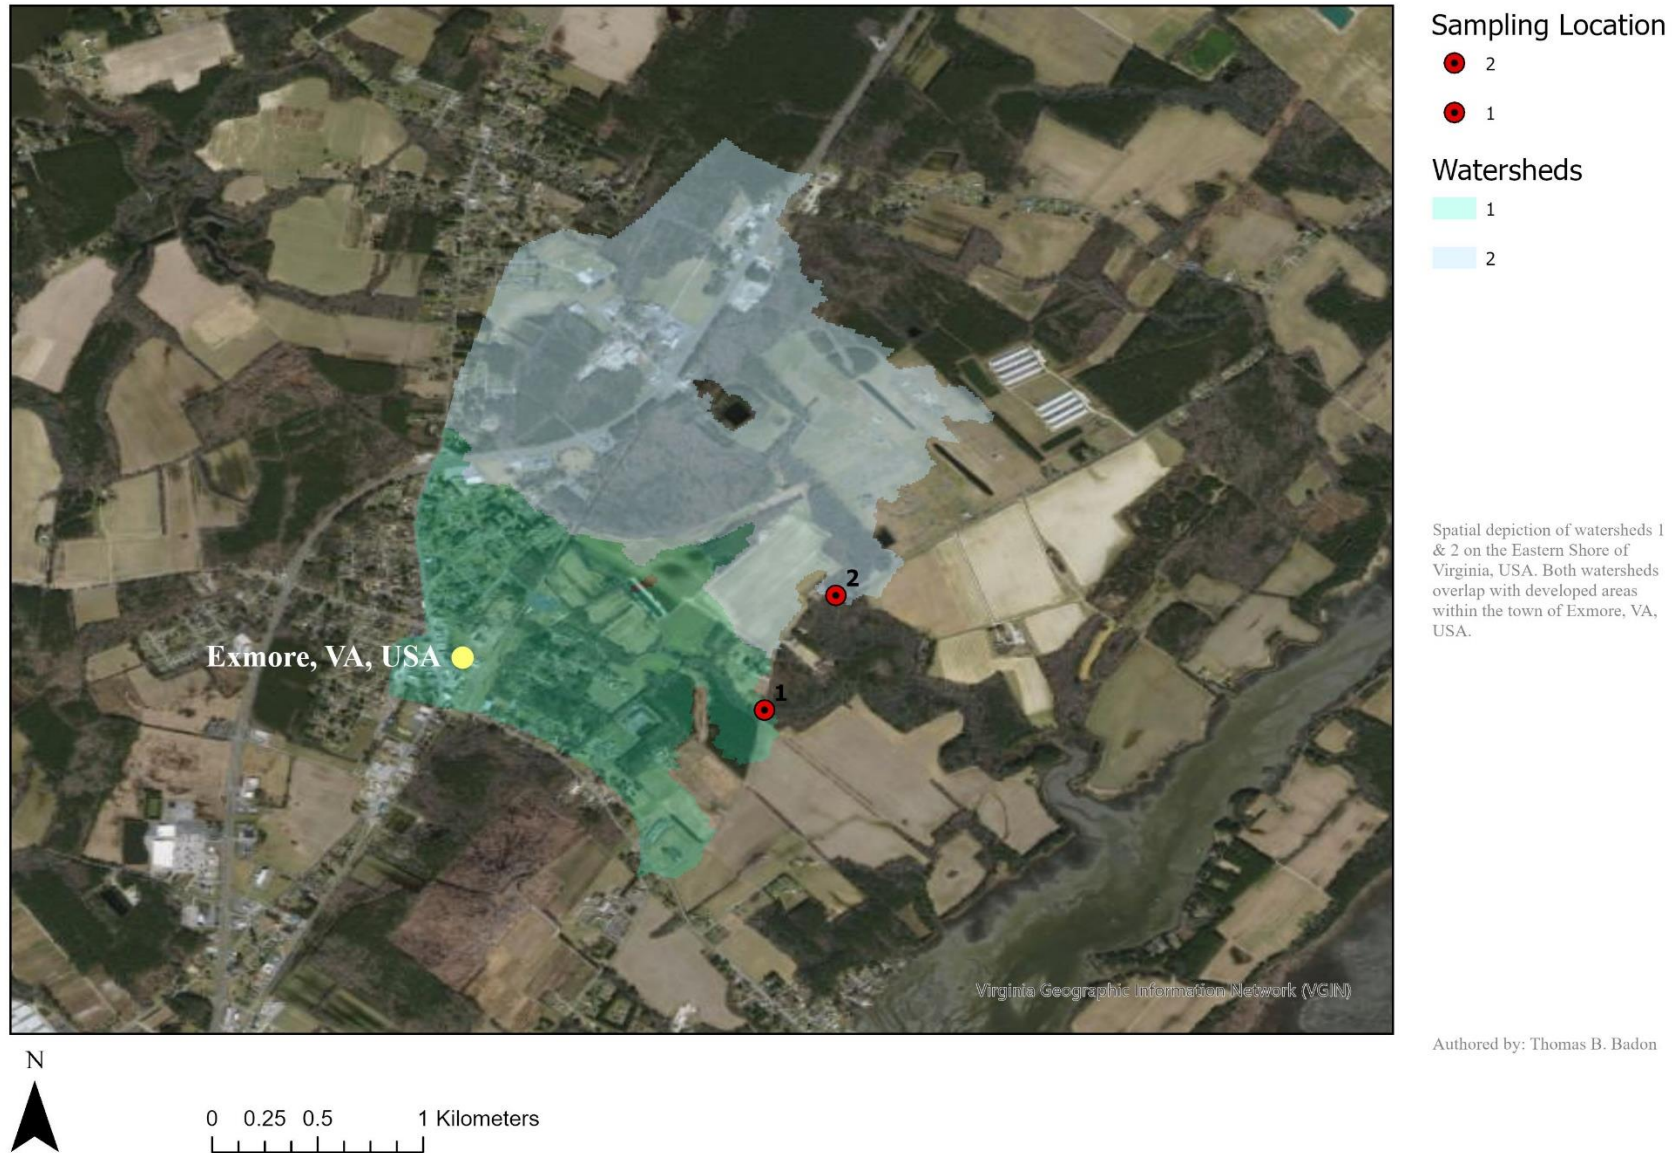 Sampling Location
2
1
Watersheds
1
2
2
Exmore, VA, USA
1
Spatial depiction of watersheds 1
& 2 on the Eastern Shore of
Virginia, USA. Both watersheds
overlap with developed areas
within the town of Exmore, VA,
USA.
Virginia Geographic Information Network (VGIN)
Authored by: Thomas B. Badon
N
0 0.25 0.5 1 Kilometers